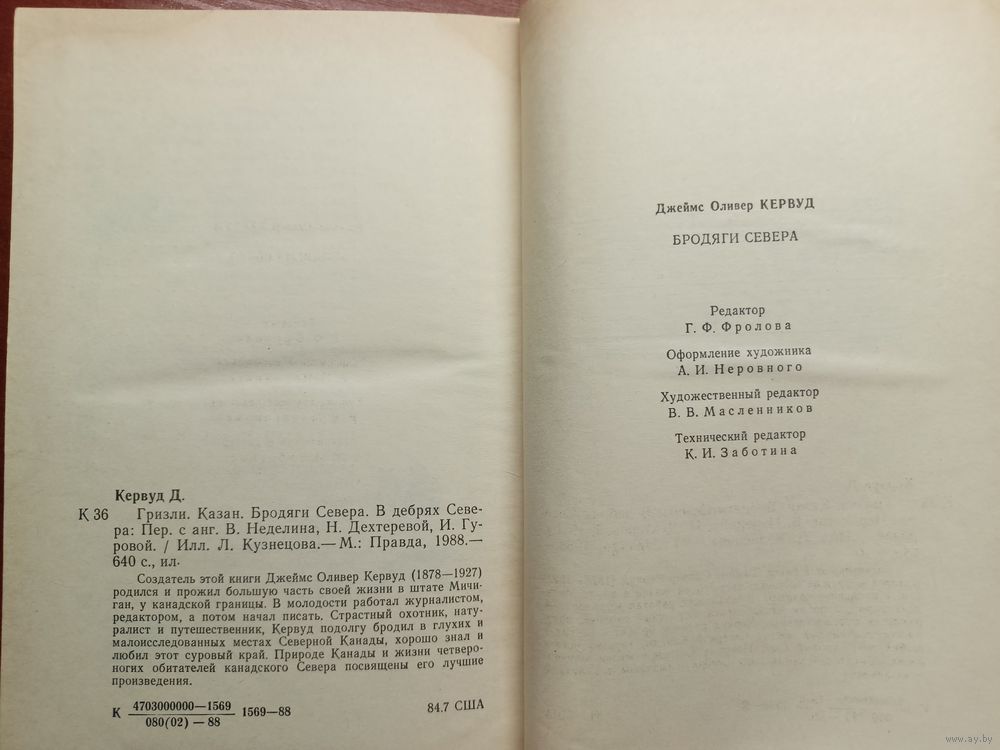 Кервуд Д.
К 36 Гризли. Казан. Бродяги Севера. В дебрях Севе-
ра: Пер. с анг. В. Неделина, Н. Дехтеревой, И. Гу-
ровой. / Илл. Л. Кузнецова.—М.: Правда, 1988.—
640 с., ил.
Создатель этой книги Джеймс Оливер Кервуд (1878—1927)
родился и прожил большую часть своей жизни в штате Мичи-
ган, у канадской границы. В молодости работал журналистом,
редактором, а потом начал писать. Страстный охотник, нату-
ралист и путешественник, Кервуд подолгу бродил в глухих и
малоисследованных местах Северной Канады, хорошо знал и
любил этот суровый край. Природе Канады и жизни четверо-
ногих обитателей канадского Севера посвящены его лучшие
произведения.
4703000000—1569
К 1569—88 84.7 США
080(02) — 88
Джеймс Оливер КЕРВУД
БРОДЯГИ СЕВЕРА
Редактор
Г. Ф. Фролова
Оформление художника
А. И. Неровного
Художественный редактор
В. В. Масленников
Технический редактор
К. И. Заботина
www.ay.by